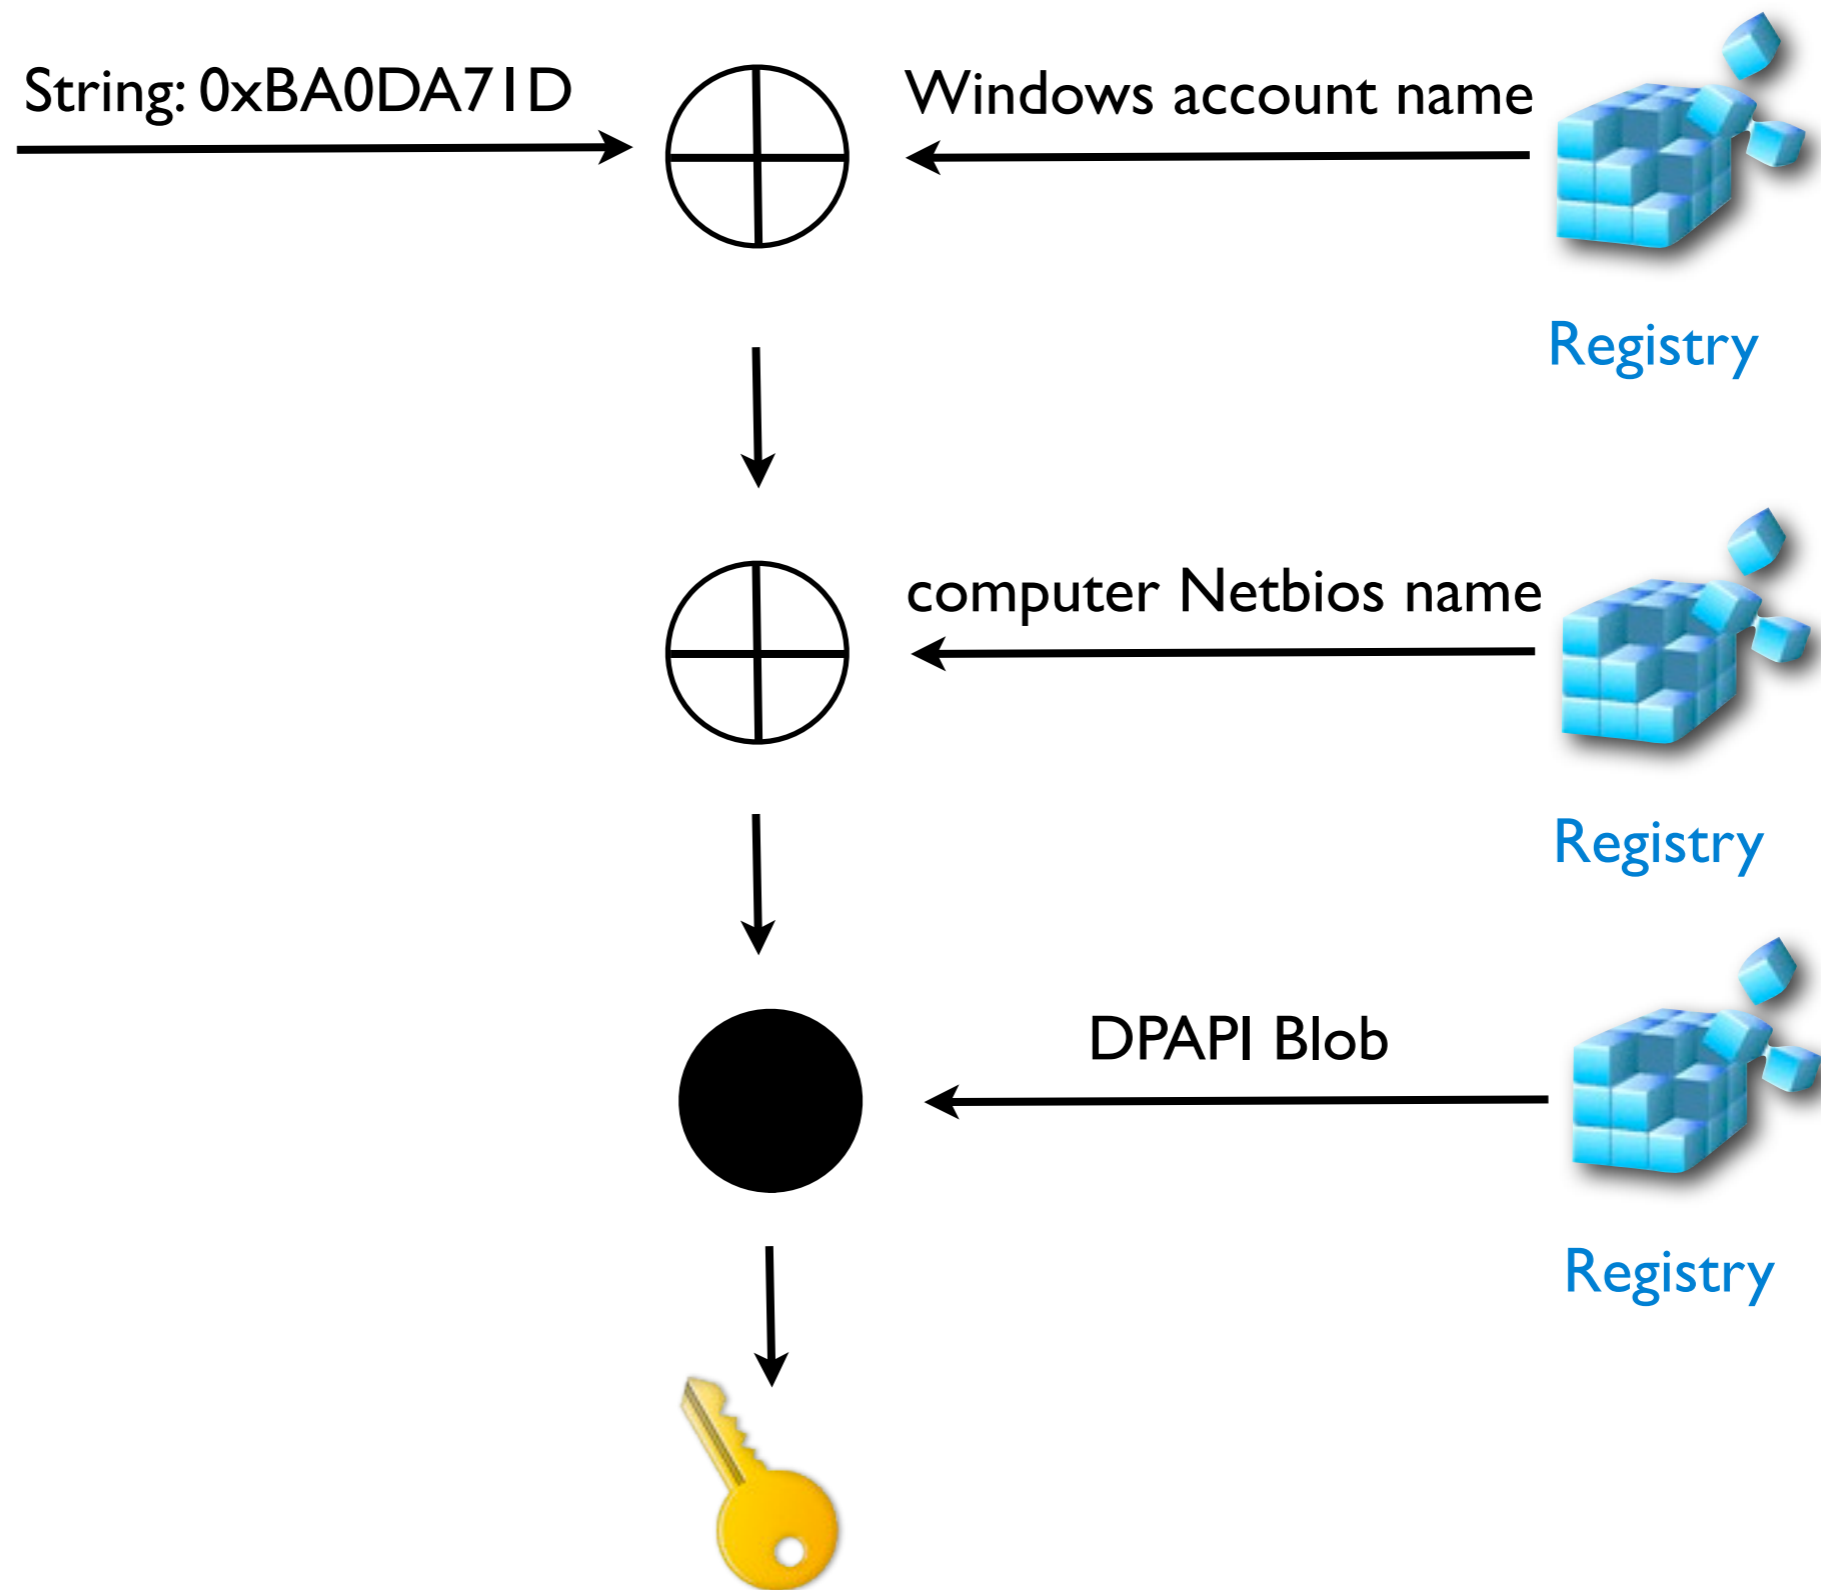 String: 0xBA0DA71D
Windows account name
Registry
computer Netbios name
Registry
DPAPI Blob
Registry